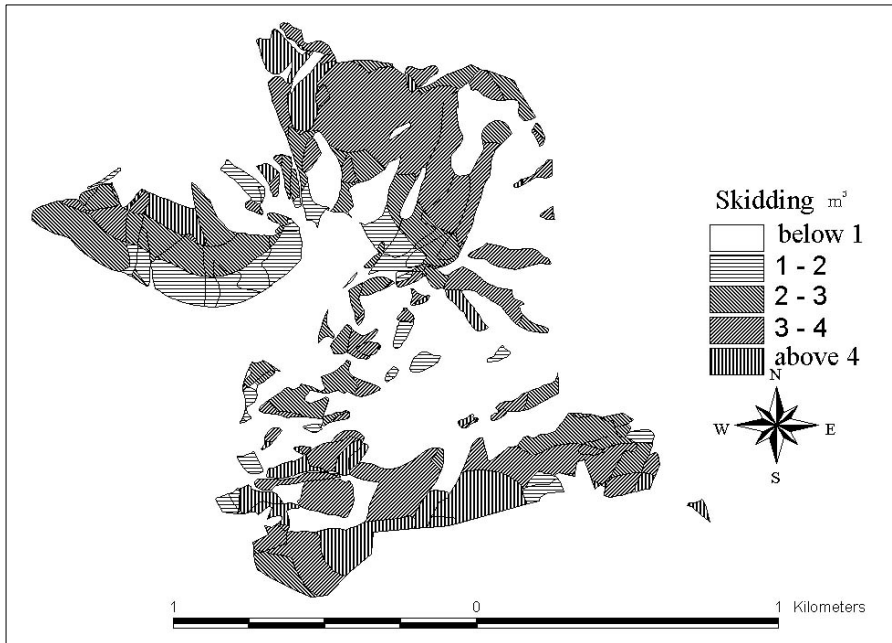 Skidding m³
below 1
1 - 2
2 - 3
3 - 4
above 4
N
W E
S
1 0 1 Kilometers